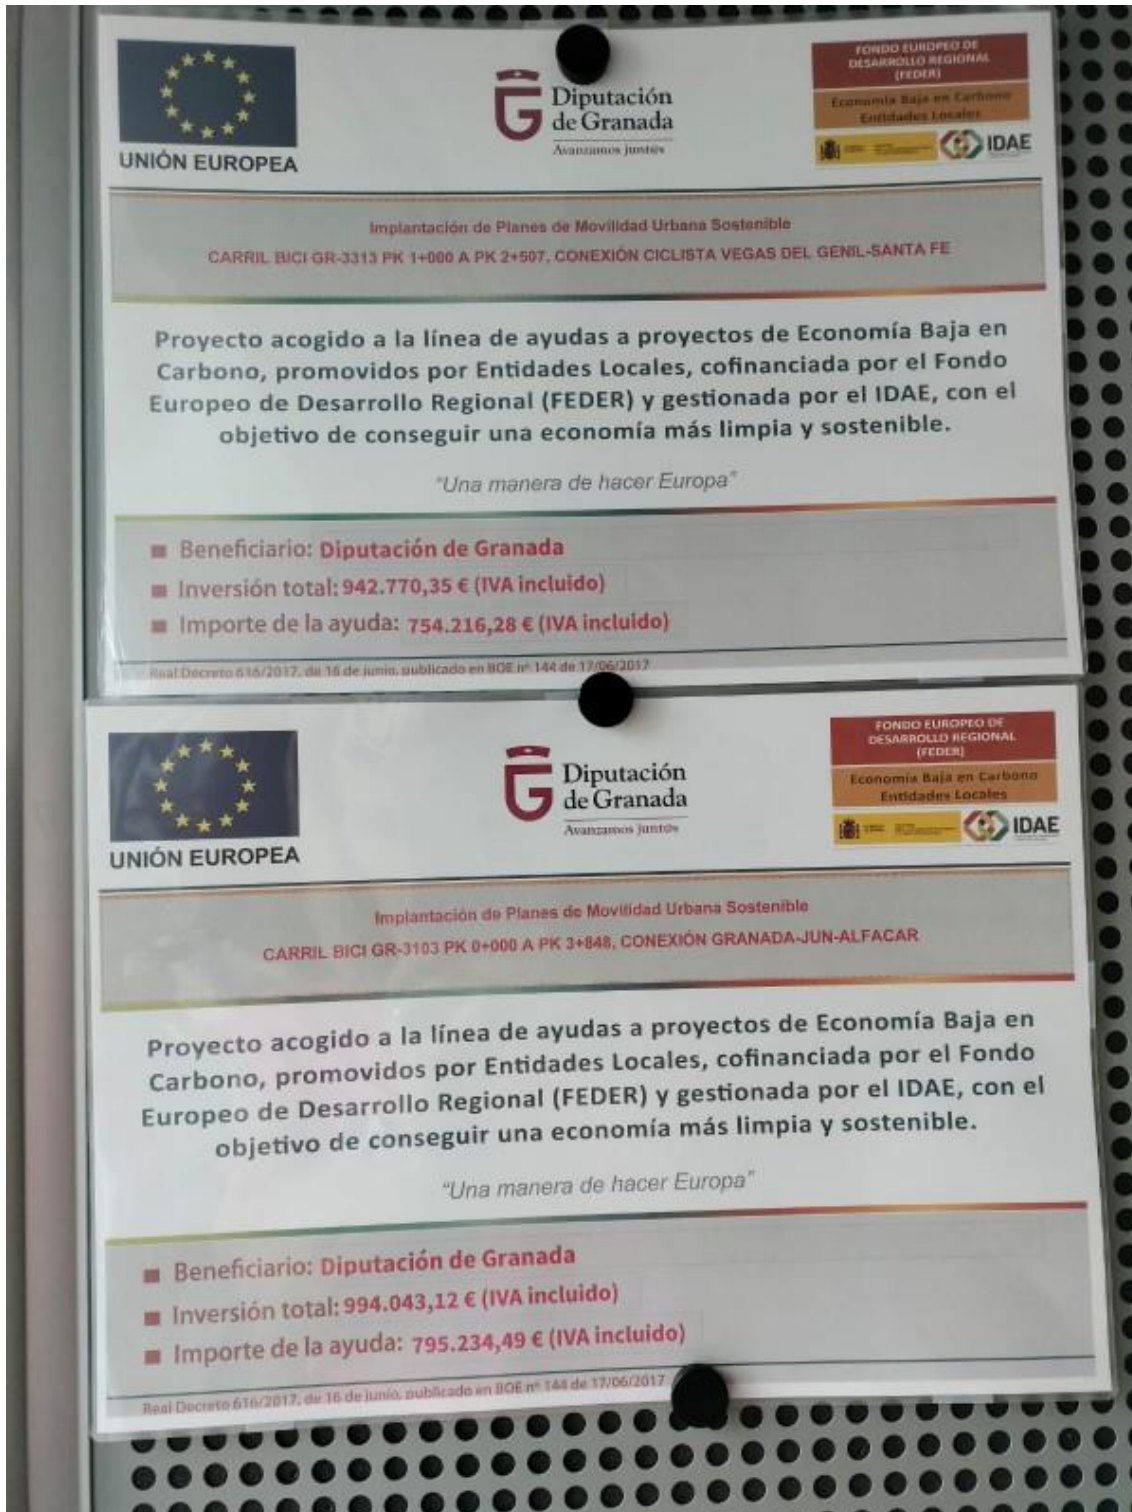 UNIÓN EUROPEA
Diputación
de Granada
Avanzamos juntos
FONDO EUROPEO DE
DESARROLLO REGIONAL
(FEDER)
Economía Baja en Carbono
Entidades Locales
IDAE
Implantación de Planes de Movilidad Urbana Sostenible
CARRIL BICI GR-3313 PK 1+000 A PK 2+507, CONEXIÓN CICLISTA VEGAS DEL GENIL-SANTA FE
Proyecto acogido a la línea de ayudas a proyectos de Economía Baja en
Carbono, promovidos por Entidades Locales, cofinanciada por el Fondo
Europeo de Desarrollo Regional (FEDER) y gestionada por el IDAE, con el
objetivo de conseguir una economía más limpia y sostenible.
"Una manera de hacer Europa"
Beneficiario: Diputación de Granada
Inversión total: 942.770,35 € (IVA incluido)
Importe de la ayuda: 754.216,28 € (IVA incluido)
Real Decreto 616/2017, de 16 de junio, publicado en BOE nº 144 de 17/06/2017
UNIÓN EUROPEA
Diputación
de Granada
Avanzamos juntos
FONDO EUROPEO DE
DESARROLLO REGIONAL
(FEDER)
Economía Baja en Carbono
Entidades Locales
IDAE
Implantación de Planes de Movilidad Urbana Sostenible
CARRIL BICI GR-3103 PK 0+000 A PK 3+848, CONEXIÓN GRANADA-JUN-ALFACAR
Proyecto acogido a la línea de ayudas a proyectos de Economía Baja en
Carbono, promovidos por Entidades Locales, cofinanciada por el Fondo
Europeo de Desarrollo Regional (FEDER) y gestionada por el IDAE, con el
objetivo de conseguir una economía más limpia y sostenible.
"Una manera de hacer Europa"
Beneficiario: Diputación de Granada
Inversión total: 994.043,12 € (IVA incluido)
Importe de la ayuda: 795.234,49 € (IVA incluido)
Real Decreto 616/2017, de 16 de junio, publicado en BOE nº 144 de 17/06/2017